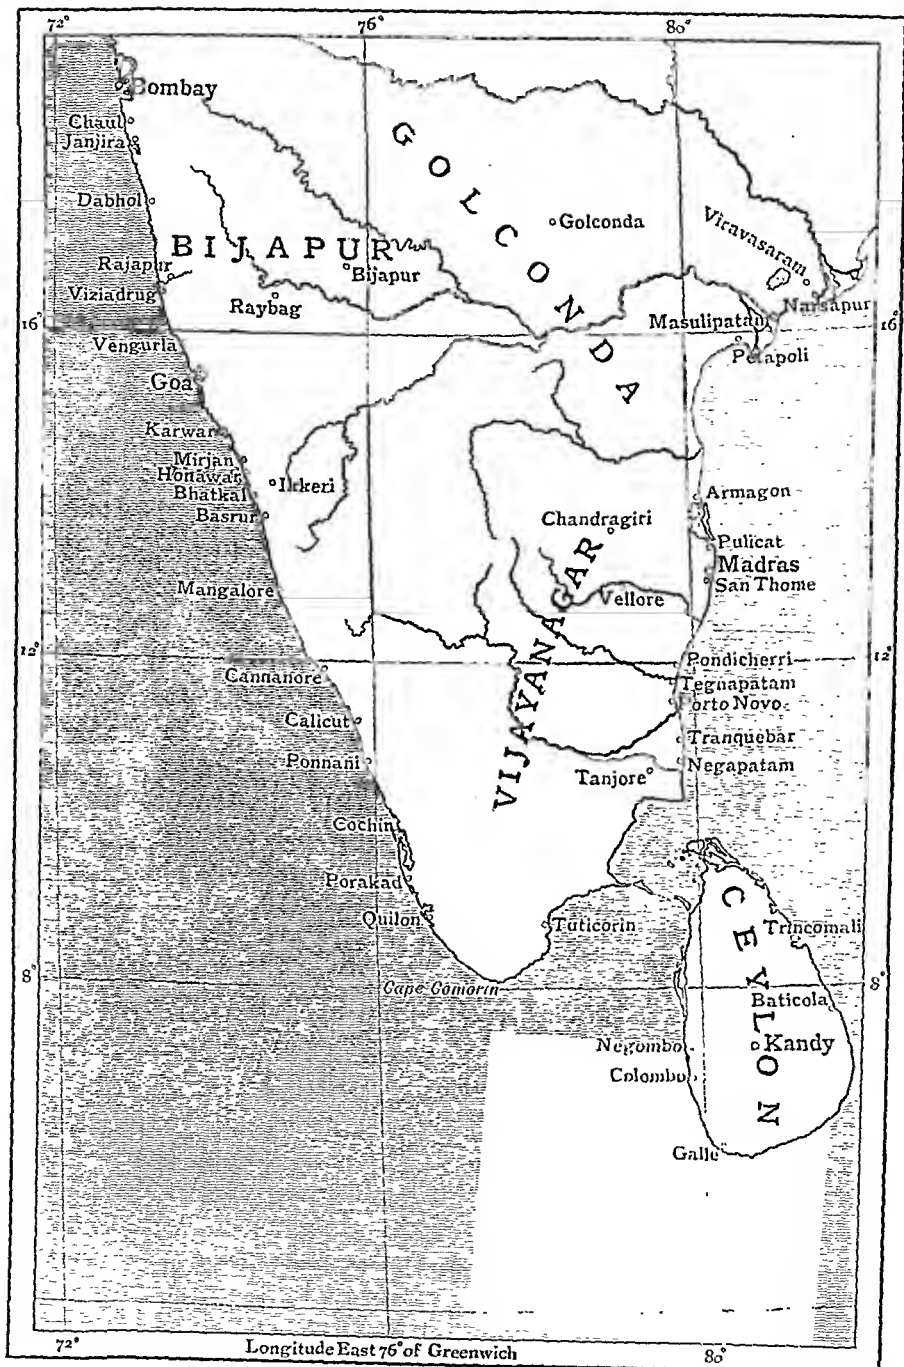 72° 76° 80°
Bombay
Chaul
Janjira
GOLCONDA
Dabhol
Golconda
Viravasaram
BIJAPUR
Rajapur
Bijapur
Viziadrug
Raybag
Narsapur
Masulipatam
16° 16°
Vengurla
Petapoli
Goa
Karwar
Mirjan
Honawar
Ikkeri
Bhatkal
Armagon
Basrur
Chandragiri
Pulicat
Madras
San Thome
Mangalore
Vellore
VIJAYANAGAR
12°
Pondicherri
Cannanore
Tegnapatam
Porto Novo
Calicut
Tranquebar
Ponnani
Negapatam
Tanjore
Cochin
Porakad
CEYLON
Quilon
Tuticorin
Trincomali
8° 8°
Cape Comorin
Baticola
Negombo
Kandy
Colombo
Galle
72° Longitude East 76° of Greenwich 80°